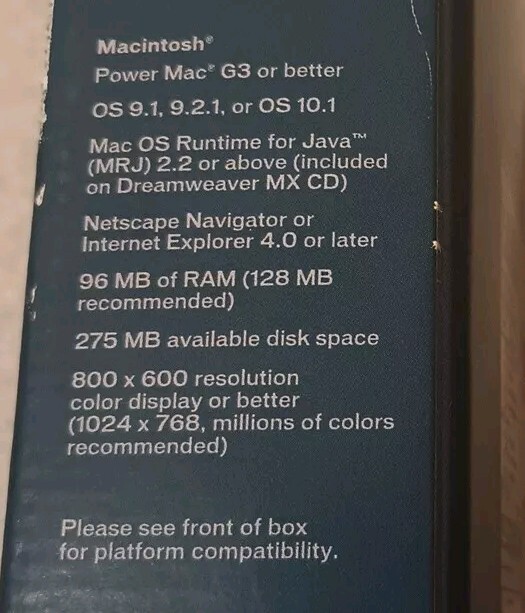 Macintosh®
Power Mac® G3 or better
OS 9.1, 9.2.1, or OS 10.1
Mac OS Runtime for Java™
(MRJ) 2.2 or above (included
on Dreamweaver MX CD)
Netscape Navigator or
Internet Explorer 4.0 or later
96 MB of RAM (128 MB
recommended)
275 MB available disk space
800 x 600 resolution
color display or better
(1024 x 768, millions of colors
recommended)
Please see front of box
for platform compatibility.